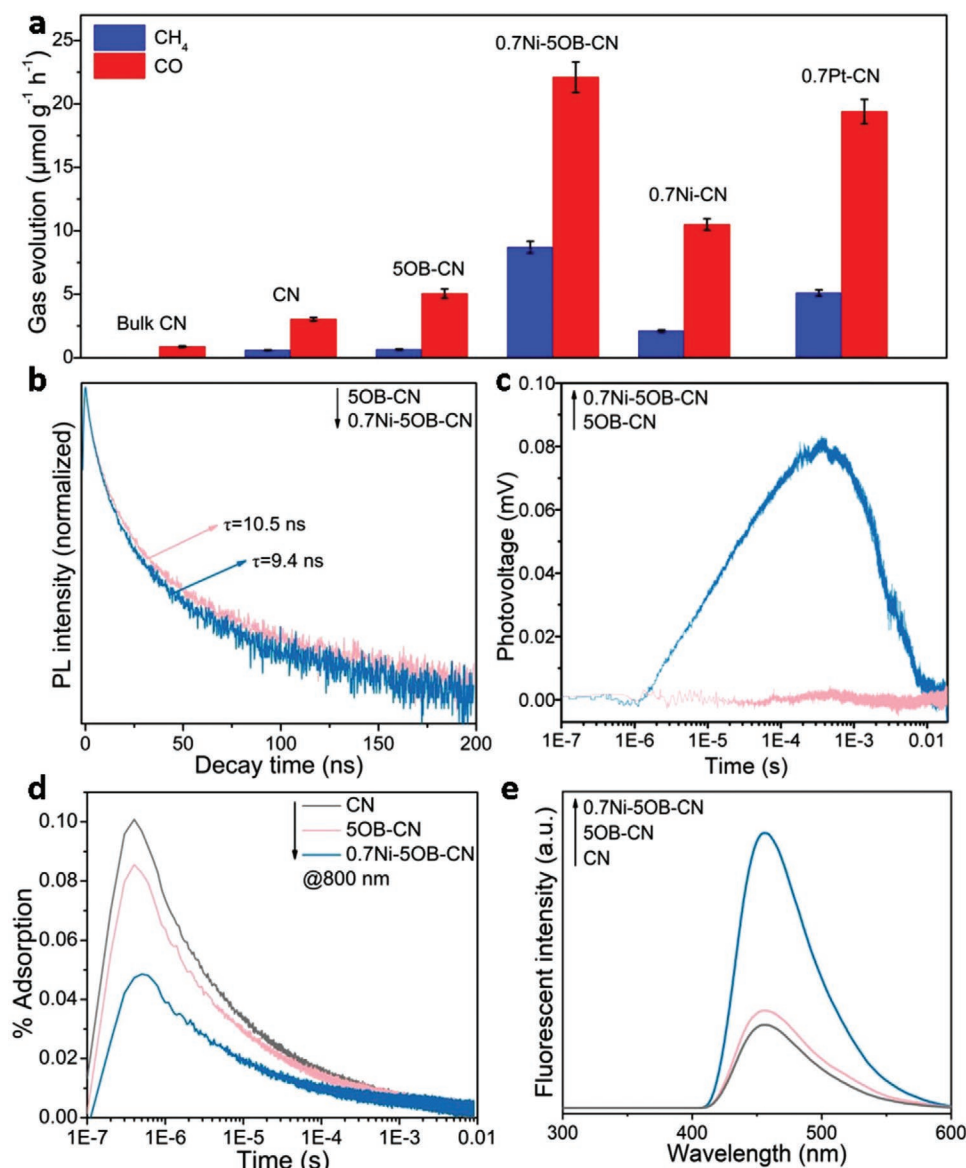 a
CH4
CO
Gas evolution (μmol g⁻¹ h⁻¹)
25
20
15
10
5
0
Bulk CN
CN
5OB-CN
0.7Ni-5OB-CN
0.7Ni-CN
0.7Pt-CN
b
5OB-CN
0.7Ni-5OB-CN
τ=10.5 ns
τ=9.4 ns
PL intensity (normalized)
0 50 100 150 200
Decay time (ns)
c
0.7Ni-5OB-CN
5OB-CN
Photovoltage (mV)
0.10
0.08
0.06
0.04
0.02
0.00
1E-7 1E-6 1E-5 1E-4 1E-3 0.01
Time (s)
d
CN
5OB-CN
0.7Ni-5OB-CN
@800 nm
% Adsorption
0.10
0.08
0.06
0.04
0.02
0.00
1E-7 1E-6 1E-5 1E-4 1E-3 0.01
Time (s)
e
0.7Ni-5OB-CN
5OB-CN
CN
Fluorescent intensity (a.u.)
300 400 500 600
Wavelength (nm)